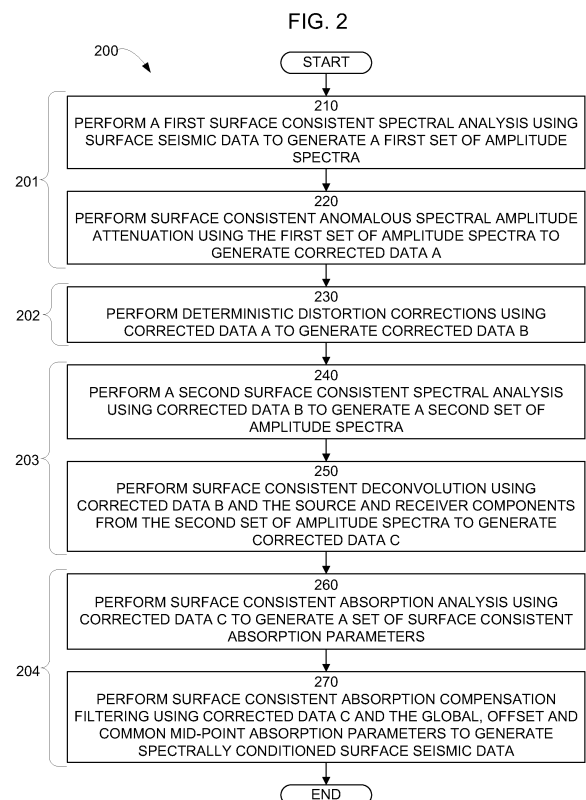 FIG. 2
200
START
201
210
PERFORM A FIRST SURFACE CONSISTENT SPECTRAL ANALYSIS USING
SURFACE SEISMIC DATA TO GENERATE A FIRST SET OF AMPLITUDE
SPECTRA
220
PERFORM SURFACE CONSISTENT ANOMALOUS SPECTRAL AMPLITUDE
ATTENUATION USING THE FIRST SET OF AMPLITUDE SPECTRA TO
GENERATE CORRECTED DATA A
202
230
PERFORM DETERMINISTIC DISTORTION CORRECTIONS USING
CORRECTED DATA A TO GENERATE CORRECTED DATA B
203
240
PERFORM A SECOND SURFACE CONSISTENT SPECTRAL ANALYSIS
USING CORRECTED DATA B TO GENERATE A SECOND SET OF
AMPLITUDE SPECTRA
250
PERFORM SURFACE CONSISTENT DECONVOLUTION USING
CORRECTED DATA B AND THE SOURCE AND RECEIVER COMPONENTS
FROM THE SECOND SET OF AMPLITUDE SPECTRA TO GENERATE
CORRECTED DATA C
204
260
PERFORM SURFACE CONSISTENT ABSORPTION ANALYSIS USING
CORRECTED DATA C TO GENERATE A SET OF SURFACE CONSISTENT
ABSORPTION PARAMETERS
270
PERFORM SURFACE CONSISTENT ABSORPTION COMPENSATION
FILTERING USING CORRECTED DATA C AND THE GLOBAL, OFFSET AND
COMMON MID-POINT ABSORPTION PARAMETERS TO GENERATE
SPECTRALLY CONDITIONED SURFACE SEISMIC DATA
END